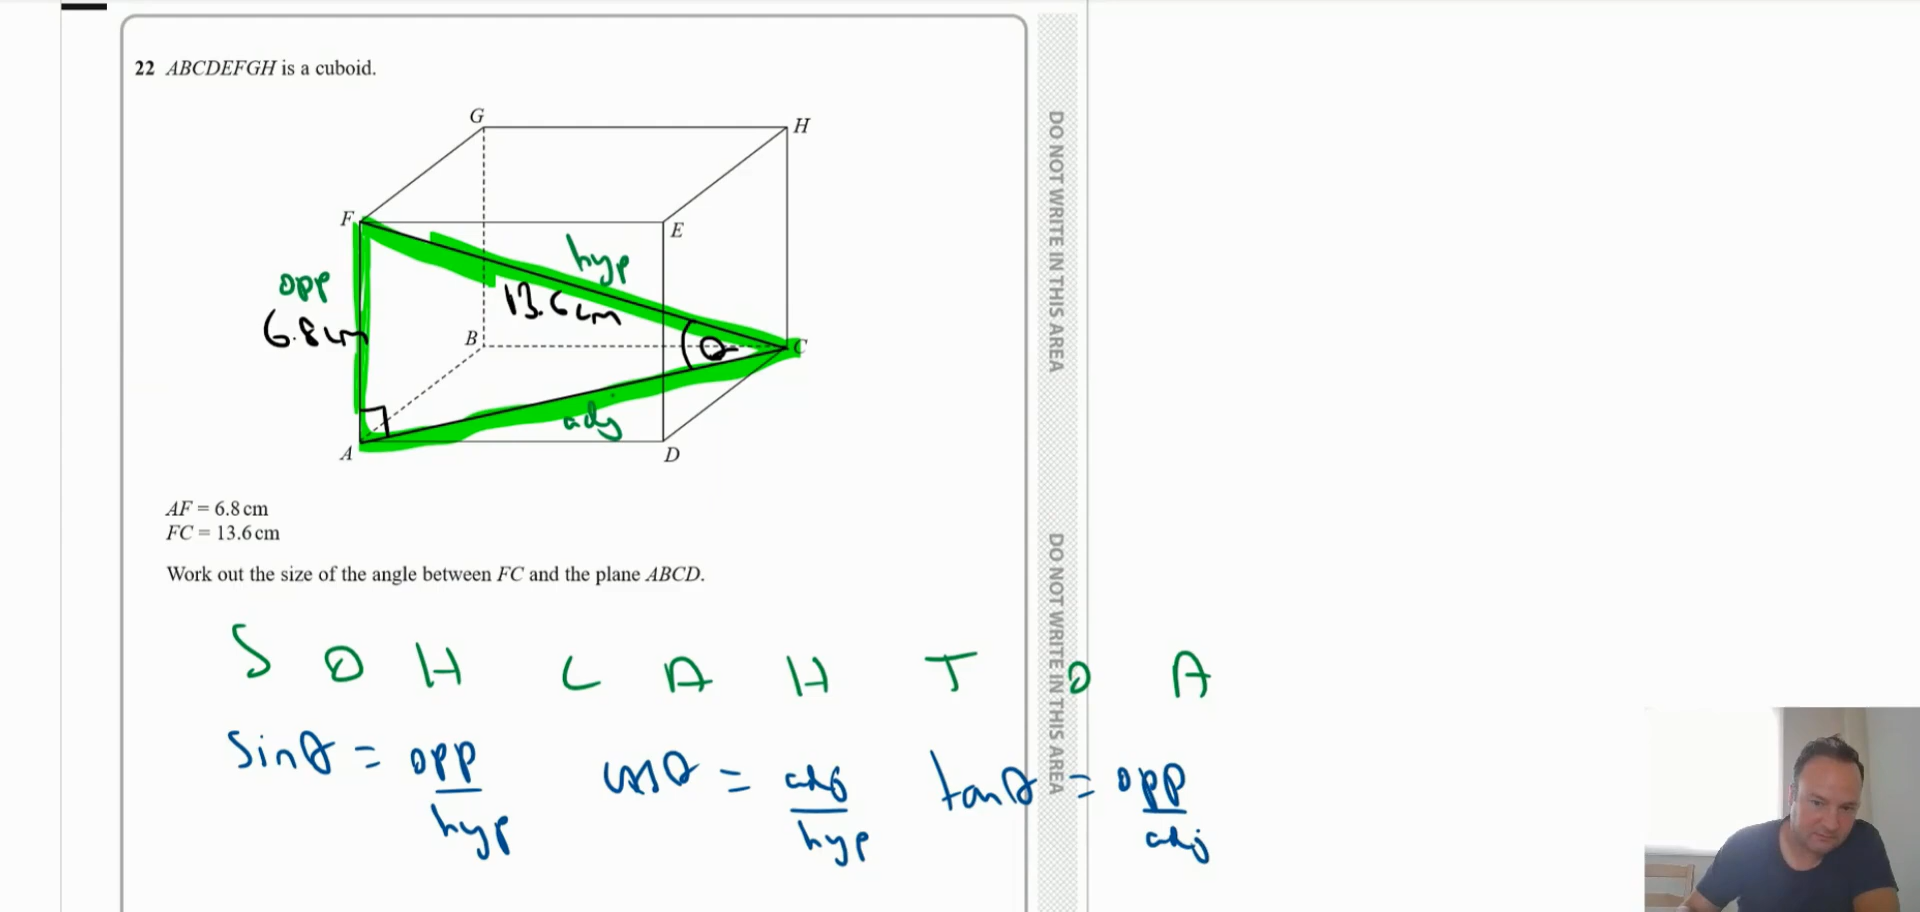 22 ABCDEFGH is a cuboid.
G
H
F
E
opp
hyp
6.8cm
13.6cm
B
θ
C
adj
A
D
AF = 6.8 cm
FC = 13.6 cm
Work out the size of the angle between FC and the plane ABCD.
S O H C A H T O A
sinθ = opp/hyp cosθ = adj/hyp tanθ = opp/adj
DO NOT WRITE IN THIS AREA
DO NOT WRITE IN THIS AREA